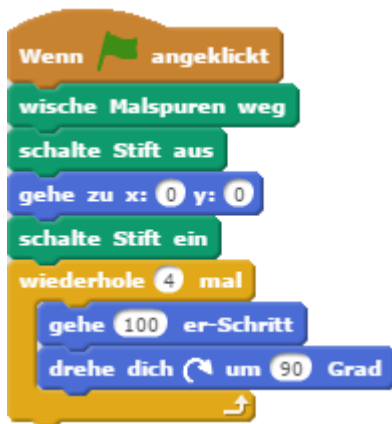 Wenn angeklickt
wische Malspuren weg
schalte Stift aus
gehe zu x: 0 y: 0
schalte Stift ein
wiederhole 4 mal
gehe 100 er-Schritt
drehe dich um 90 Grad